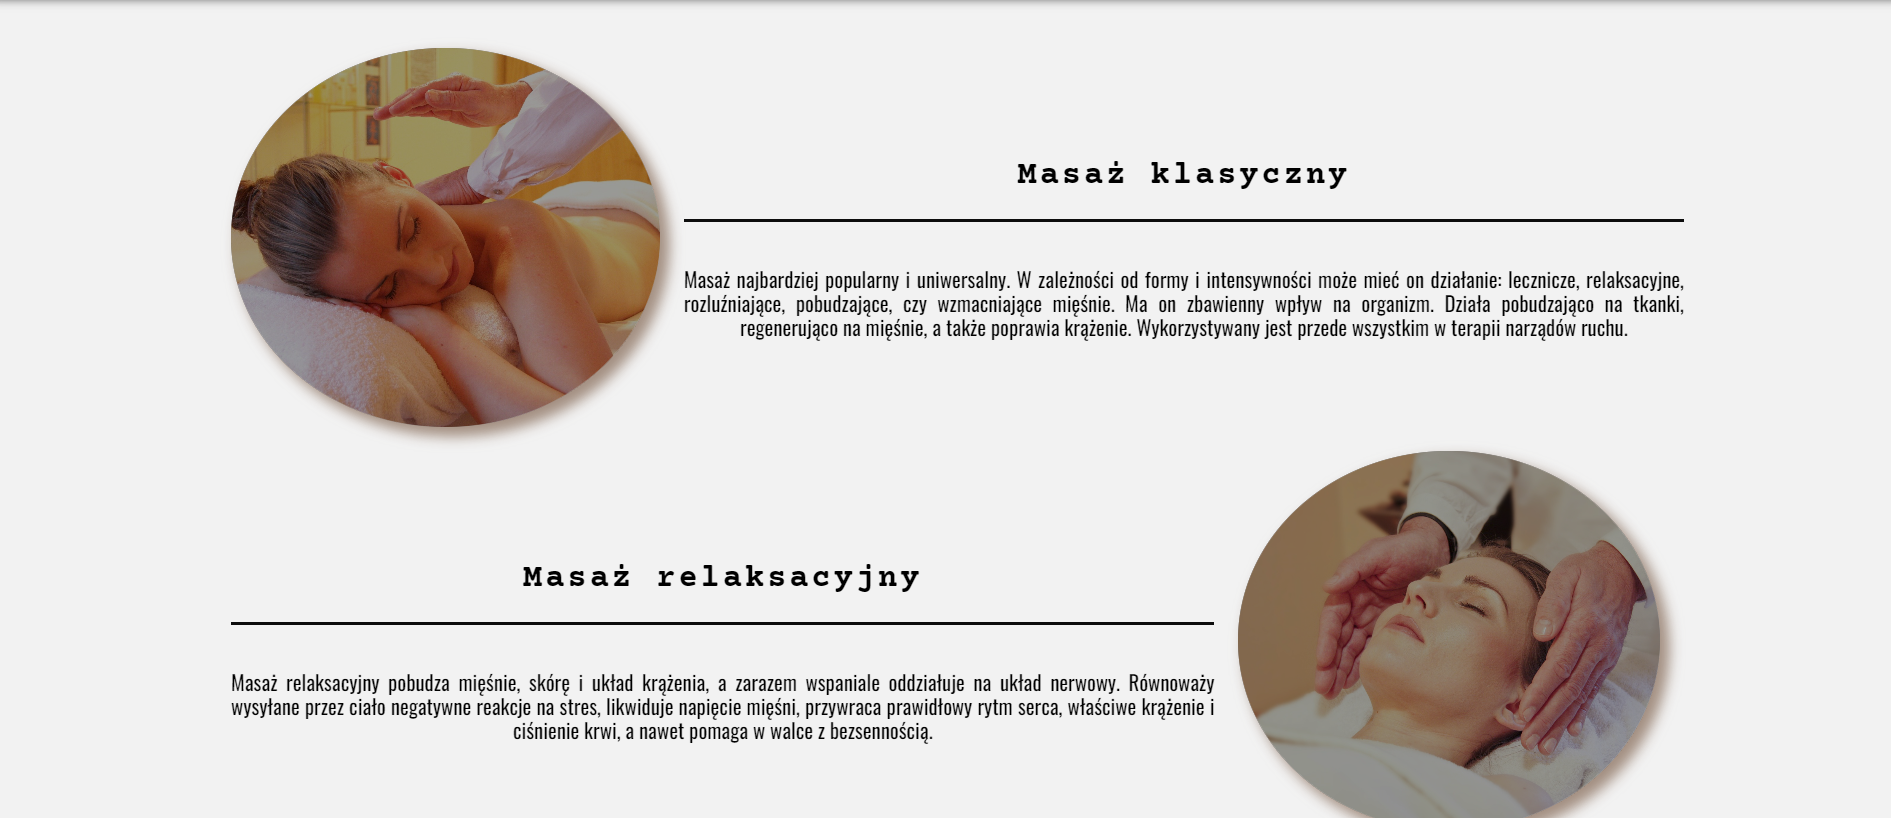 Masaż klasyczny
Masaż najbardziej popularny i uniwersalny. W zależności od formy i intensywności może mieć on działanie: lecznicze, relaksacyjne,
rozluźniające, pobudzające, czy wzmacniające mięśnie. Ma on zbawienny wpływ na organizm. Działa pobudzająco na tkanki,
regenerująco na mięśnie, a także poprawia krążenie. Wykorzystywany jest przede wszystkim w terapii narządów ruchu.
Masaż relaksacyjny
Masaż relaksacyjny pobudza mięśnie, skórę i układ krążenia, a zarazem wspaniale oddziałuje na układ nerwowy. Równoważy
wysyłane przez ciało negatywne reakcje na stres, likwiduje napięcie mięśni, przywraca prawidłowy rytm serca, właściwe krążenie i
ciśnienie krwi, a nawet pomaga w walce z bezsennością.